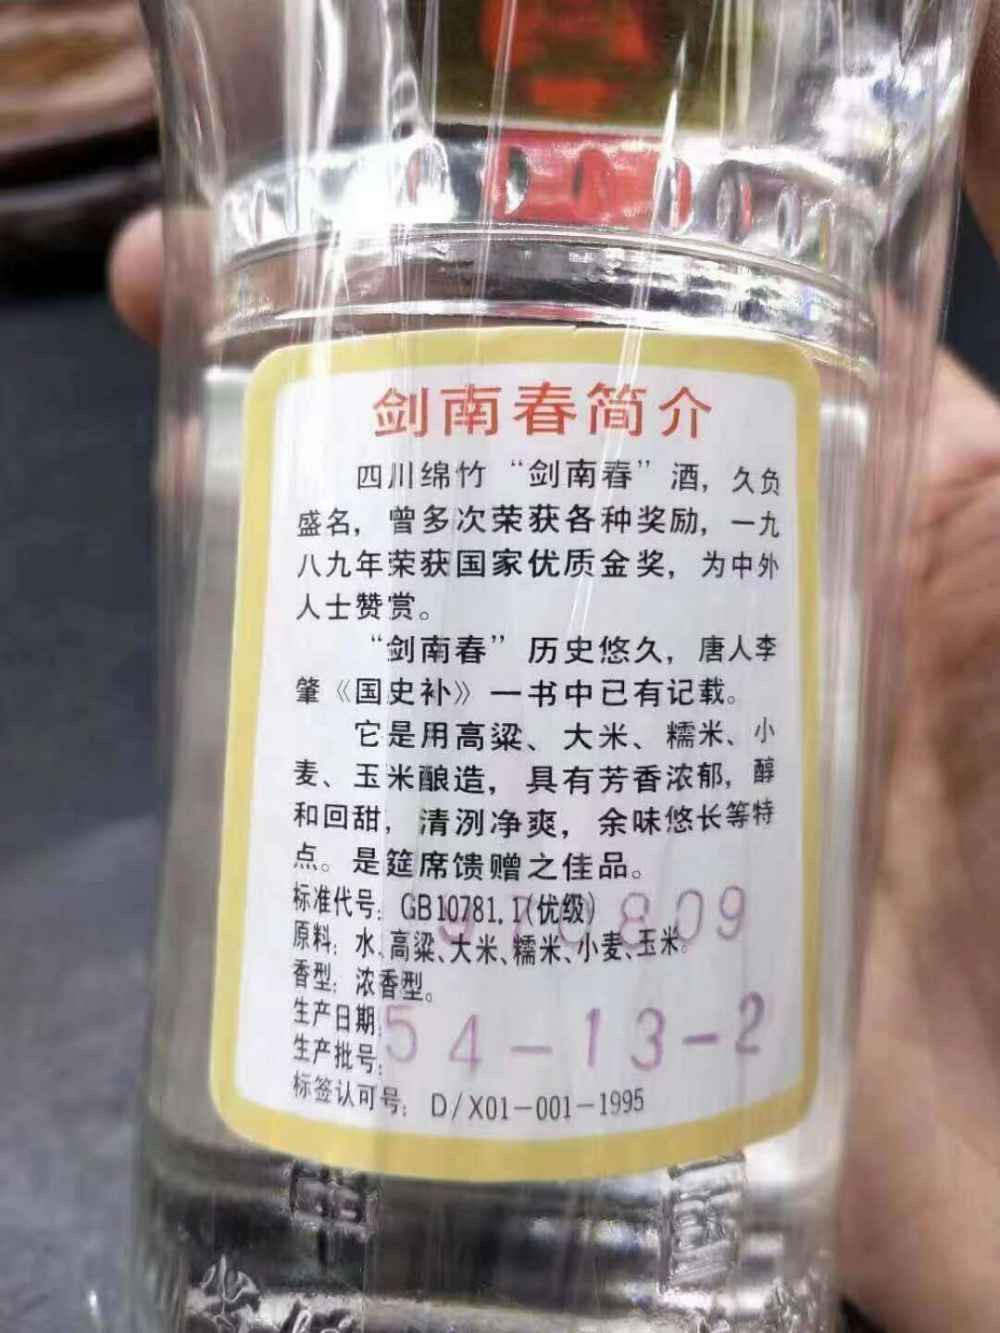 剑南春简介
四川绵竹“剑南春”酒，久负
盛名，曾多次荣获各种奖励，一九
八九年荣获国家优质金奖，为中外
人士赞赏。
“剑南春”历史悠久，唐人李
肇《国史补》一书中已有记载。
它是用高粱、大米、糯米、小
麦、玉米酿造，具有芳香浓郁，醇
和回甜，清洌净爽，余味悠长等特
点。是筵席馈赠之佳品。
标准代号：GB10781.1(优级)
970809
原料：水、高粱、大米、糯米、小麦、玉米。
香型：浓香型。
生产日期：
54-13-2
生产批号：
标签认可号：D/X01-001-1995